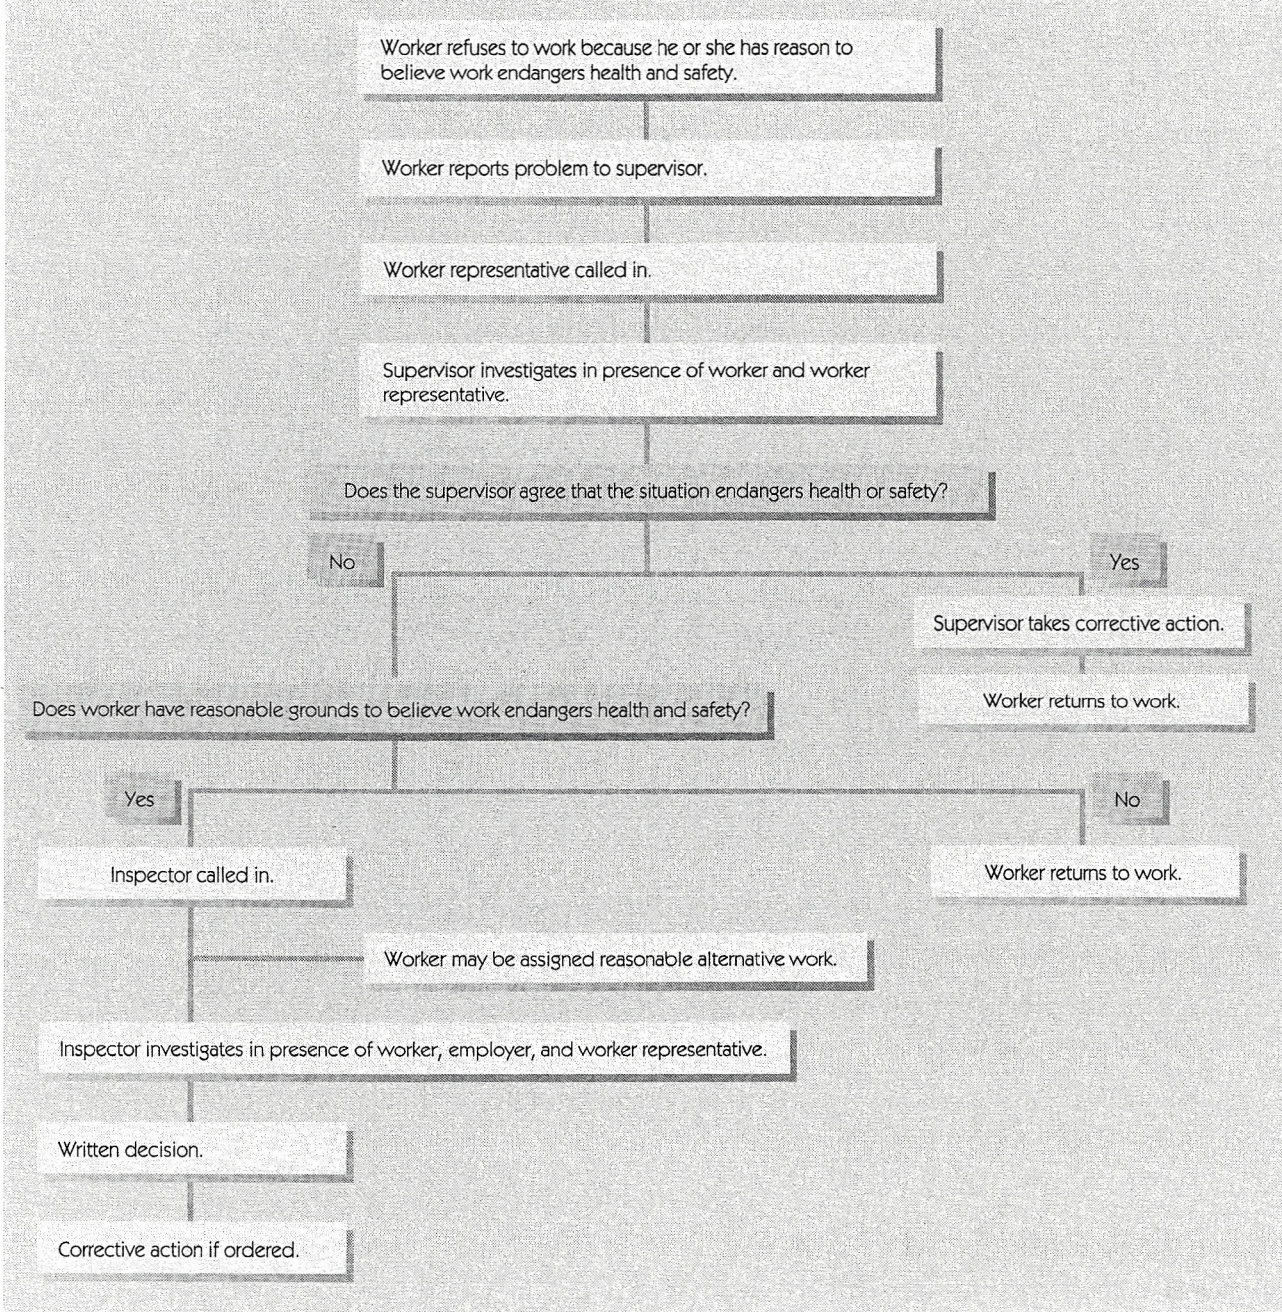 Worker refuses to work because he or she has reason to
believe work endangers health and safety.
Worker reports problem to supervisor.
Worker representative called in.
Supervisor investigates in presence of worker and worker
representative.
Does the supervisor agree that the situation endangers health or safety?
No
Yes
Supervisor takes corrective action.
Worker returns to work.
Does worker have reasonable grounds to believe work endangers health and safety?
Yes
No
Inspector called in.
Worker returns to work.
Worker may be assigned reasonable alternative work.
Inspector investigates in presence of worker, employer, and worker representative.
Written decision.
Corrective action if ordered.